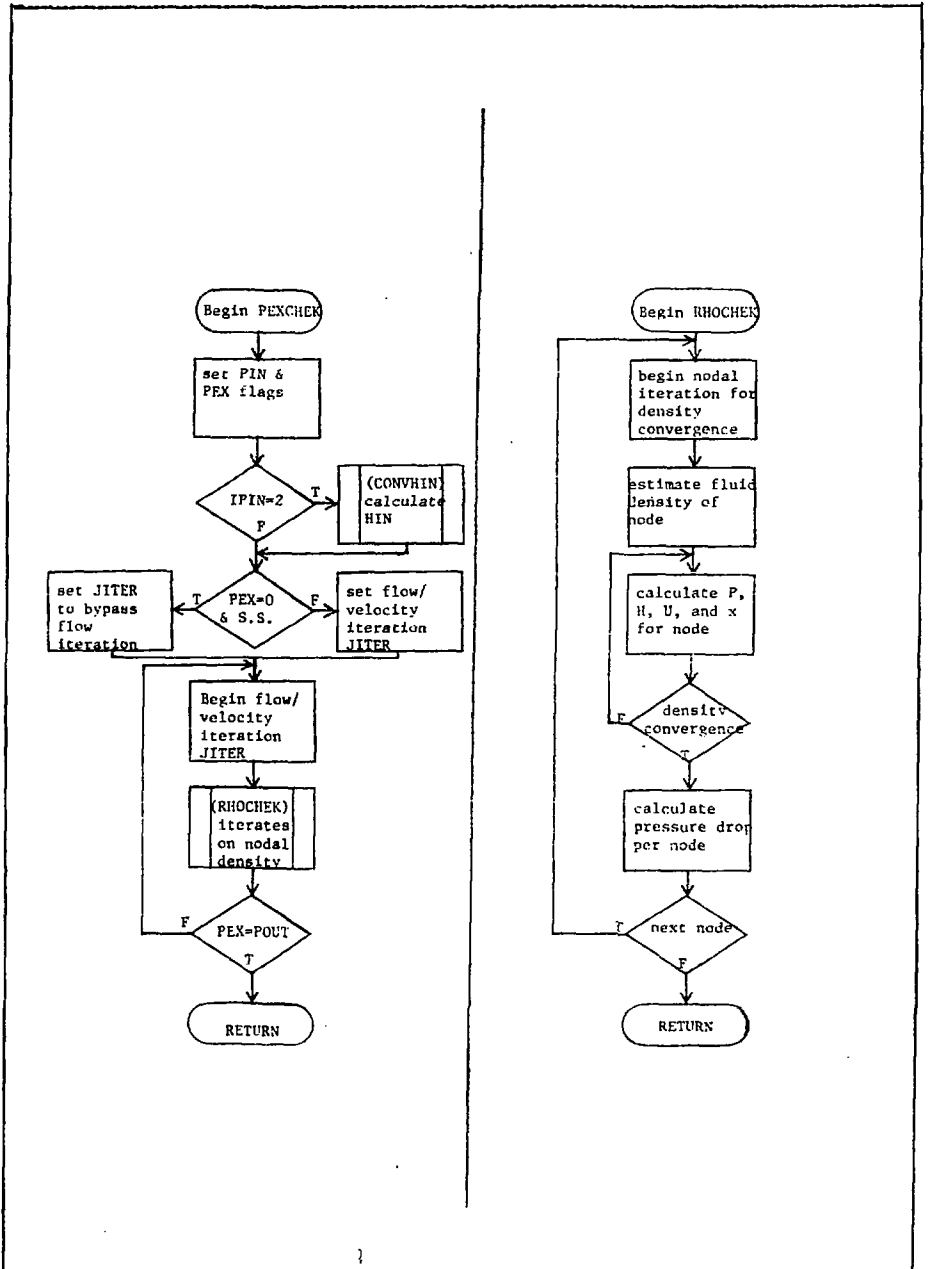 Begin PEXCHEK
set PIN &
PEX flags
IPIN=2
T
F
(CONVHIN)
calculate
HIN
PEX=0
& S.S.
T
F
set JITER
to bypass
flow
iteration
set flow/
velocity
iteration
JITER
Begin flow/
velocity
iteration
JITER
(RHOCHEK)
iterates
on nodal
density
F
PEX=POUT
T
RETURN
Begin RHOCHEK
begin nodal
iteration for
density
convergence
estimate fluid
density of
node
calculate P,
H, U, and x
for node
F
density
convergence
T
calculate
pressure drop
per node
T
next node
F
RETURN